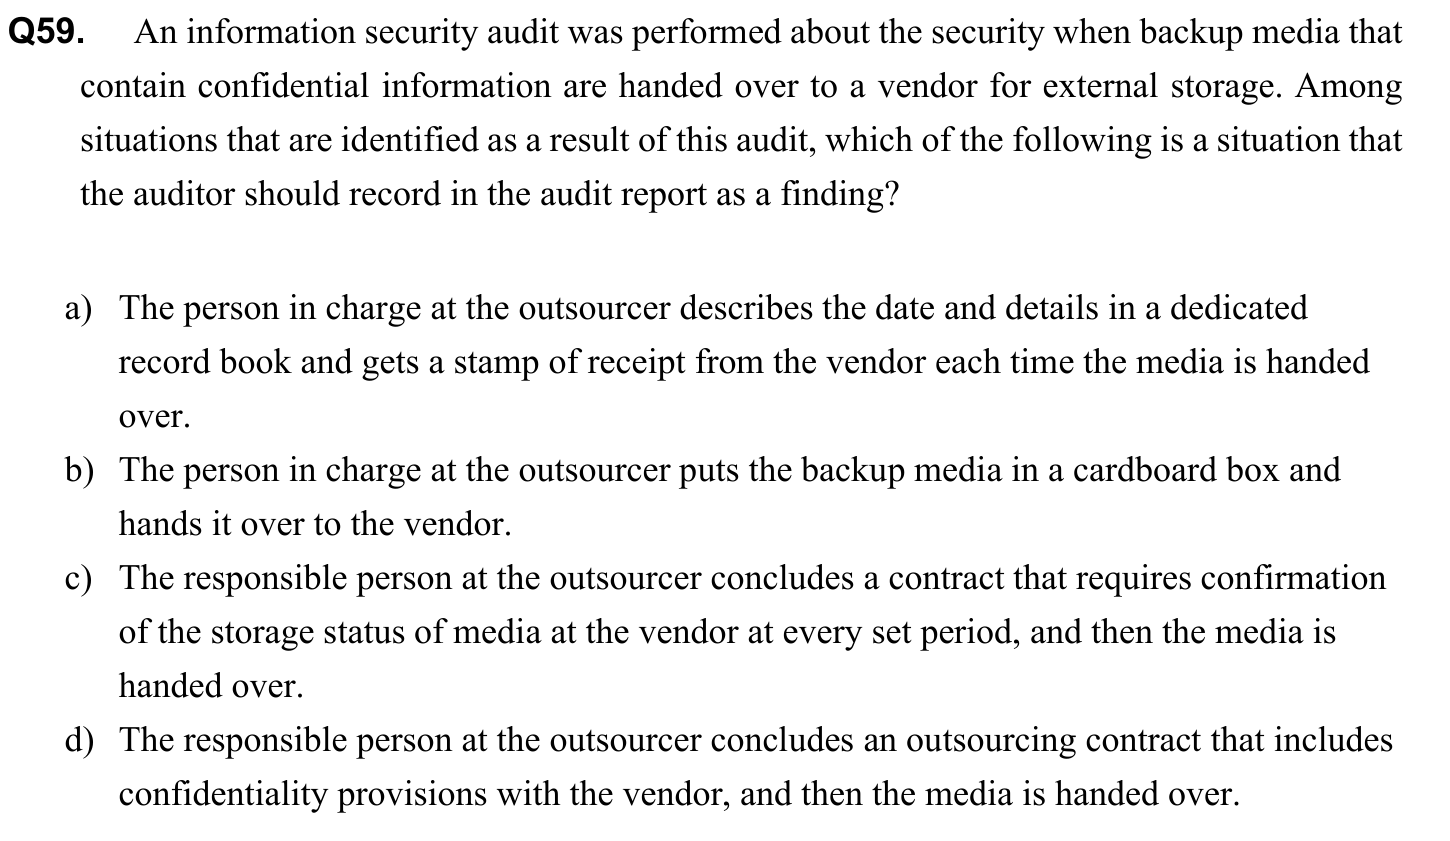 Q59. An information security audit was performed about the security when backup media that
contain confidential information are handed over to a vendor for external storage. Among
situations that are identified as a result of this audit, which of the following is a situation that
the auditor should record in the audit report as a finding?
a) The person in charge at the outsourcer describes the date and details in a dedicated
record book and gets a stamp of receipt from the vendor each time the media is handed
over.
b) The person in charge at the outsourcer puts the backup media in a cardboard box and
hands it over to the vendor.
c) The responsible person at the outsourcer concludes a contract that requires confirmation
of the storage status of media at the vendor at every set period, and then the media is
handed over.
d) The responsible person at the outsourcer concludes an outsourcing contract that includes
confidentiality provisions with the vendor, and then the media is handed over.